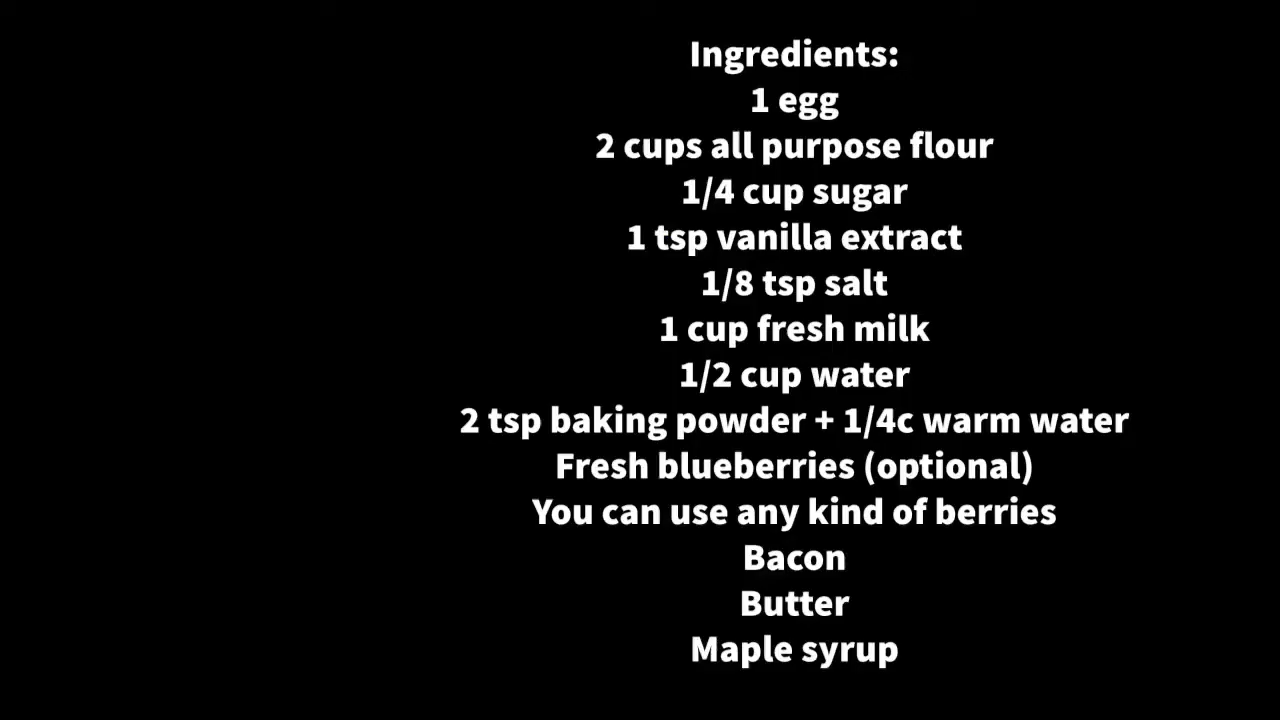 Ingredients:
1 egg
2 cups all purpose flour
1/4 cup sugar
1 tsp vanilla extract
1/8 tsp salt
1 cup fresh milk
1/2 cup water
2 tsp baking powder + 1/4c warm water
Fresh blueberries (optional)
You can use any kind of berries
Bacon
Butter
Maple syrup